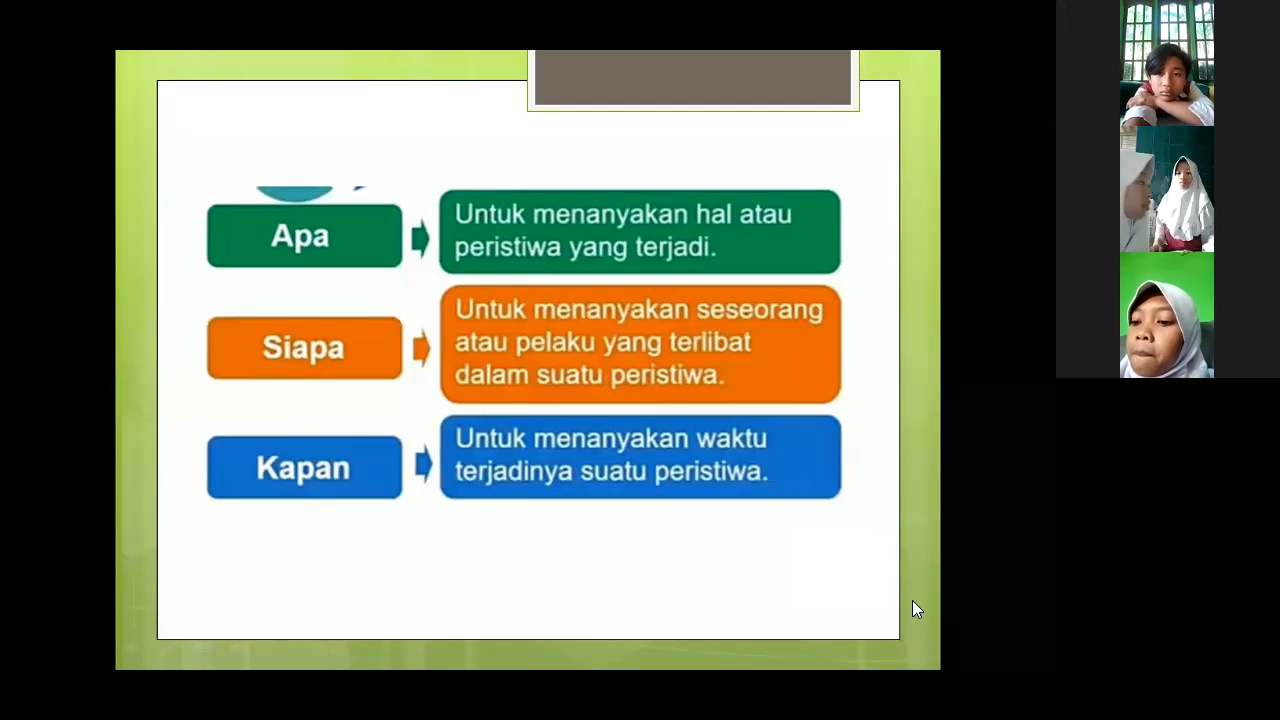 Apa
Untuk menanyakan hal atau
peristiwa yang terjadi.
Siapa
Untuk menanyakan seseorang
atau pelaku yang terlibat
dalam suatu peristiwa.
Kapan
Untuk menanyakan waktu
terjadinya suatu peristiwa.